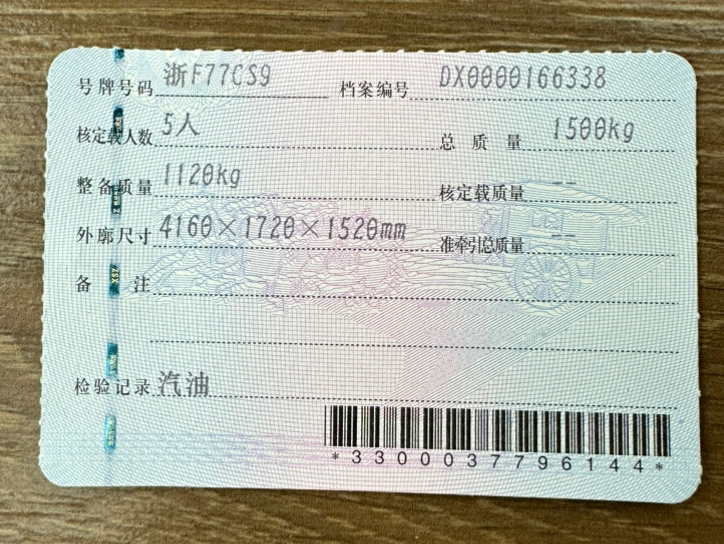 号牌号码 浙F77CS9 档案编号 DX0000166338
核定载人数 5人 总质量 1500kg
整备质量 1120kg 核定载质量 --
外廓尺寸 4160×1720×1520mm 准牵引总质量 --
备注
检验记录 汽油
*3300037796144*